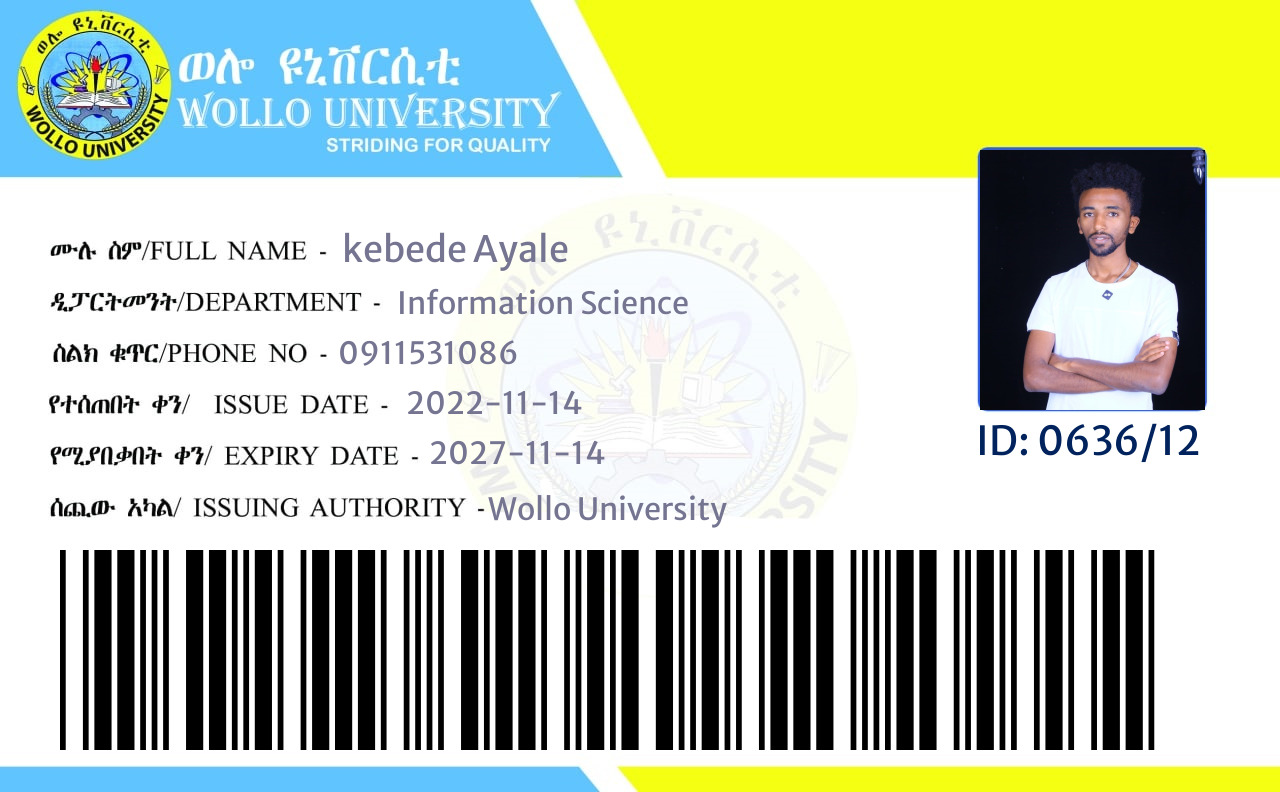 ወሎ ዩኒቨርሲቲ
WOLLO UNIVERSITY
ወሎ ዩኒቨርሲቲ
WOLLO UNIVERSITY
STRIDING FOR QUALITY
ሙሉ ስም/FULL NAME - kebede Ayale
ዲፓርትመንት/DEPARTMENT - Information Science
ስልክ ቁጥር/PHONE NO - 0911531086
የተሰጠበት ቀን/ ISSUE DATE - 2022-11-14
የሚያበቃበት ቀን/ EXPIRY DATE - 2027-11-14
ሰጪው አካል/ ISSUING AUTHORITY -Wollo University
ID: 0636/12
ወሎ ዩኒቨርሲቲ